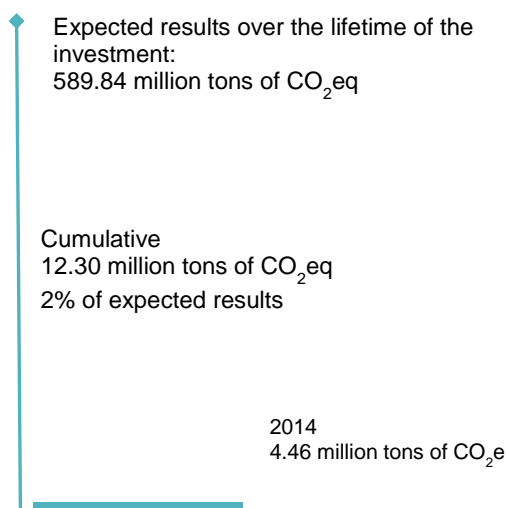 Expected results over the lifetime of the
investment:
589.84 million tons of CO₂eq
Cumulative
12.30 million tons of CO₂eq
2% of expected results
2014
4.46 million tons of CO₂e